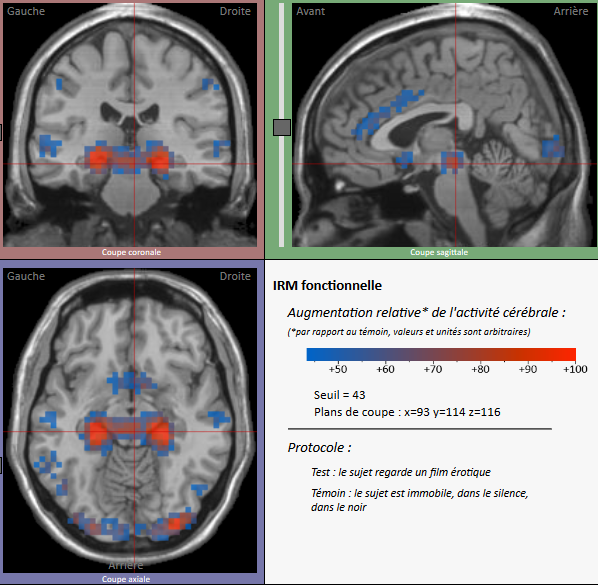 Gauche Droite
Coupe coronale
Avant Arrière
Coupe sagittale
Gauche Droite
Arrière
Coupe axiale
IRM fonctionnelle
Augmentation relative* de l'activité cérébrale :
(*par rapport au témoin, valeurs et unités sont arbitraires)
+50 +60 +70 +80 +90 +100
Seuil = 43
Plans de coupe : x=93 y=114 z=116
Protocole :
Test : le sujet regarde un film érotique
Témoin : le sujet est immobile, dans le silence,
dans le noir